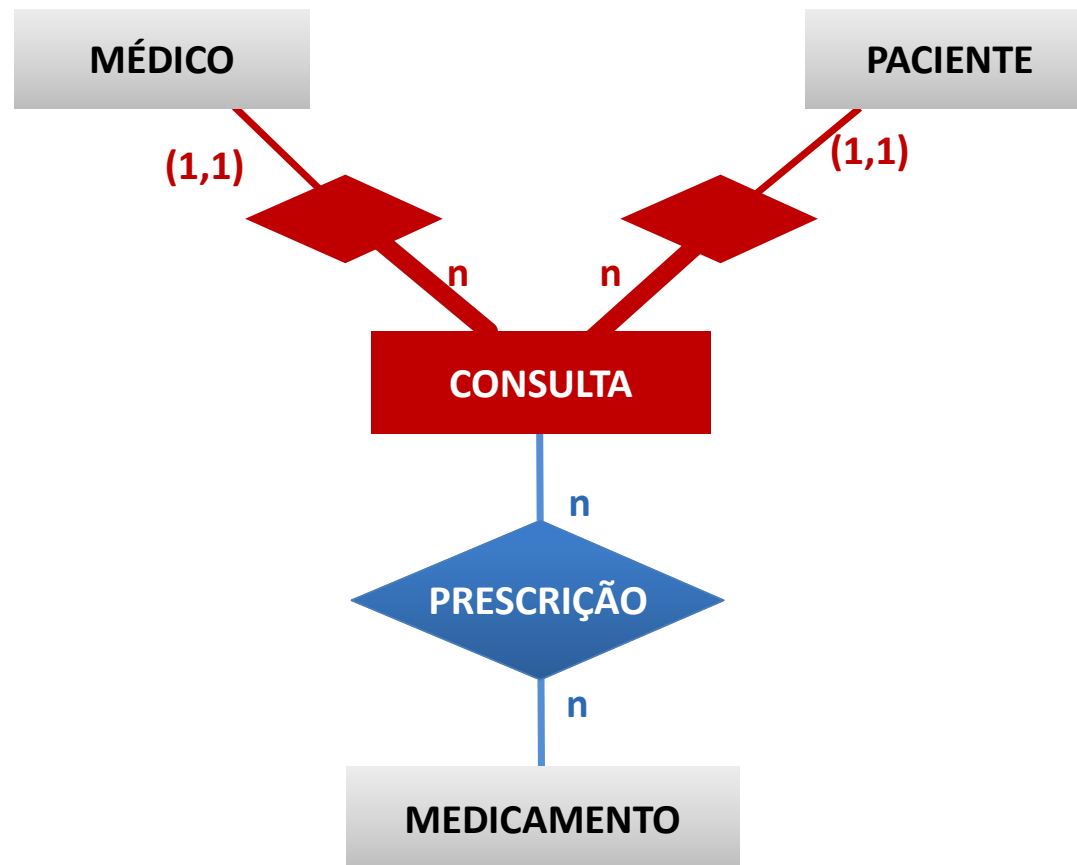 MÉDICO
PACIENTE
(1,1)
(1,1)
n
n
CONSULTA
n
PRESCRIÇÃO
n
MEDICAMENTO